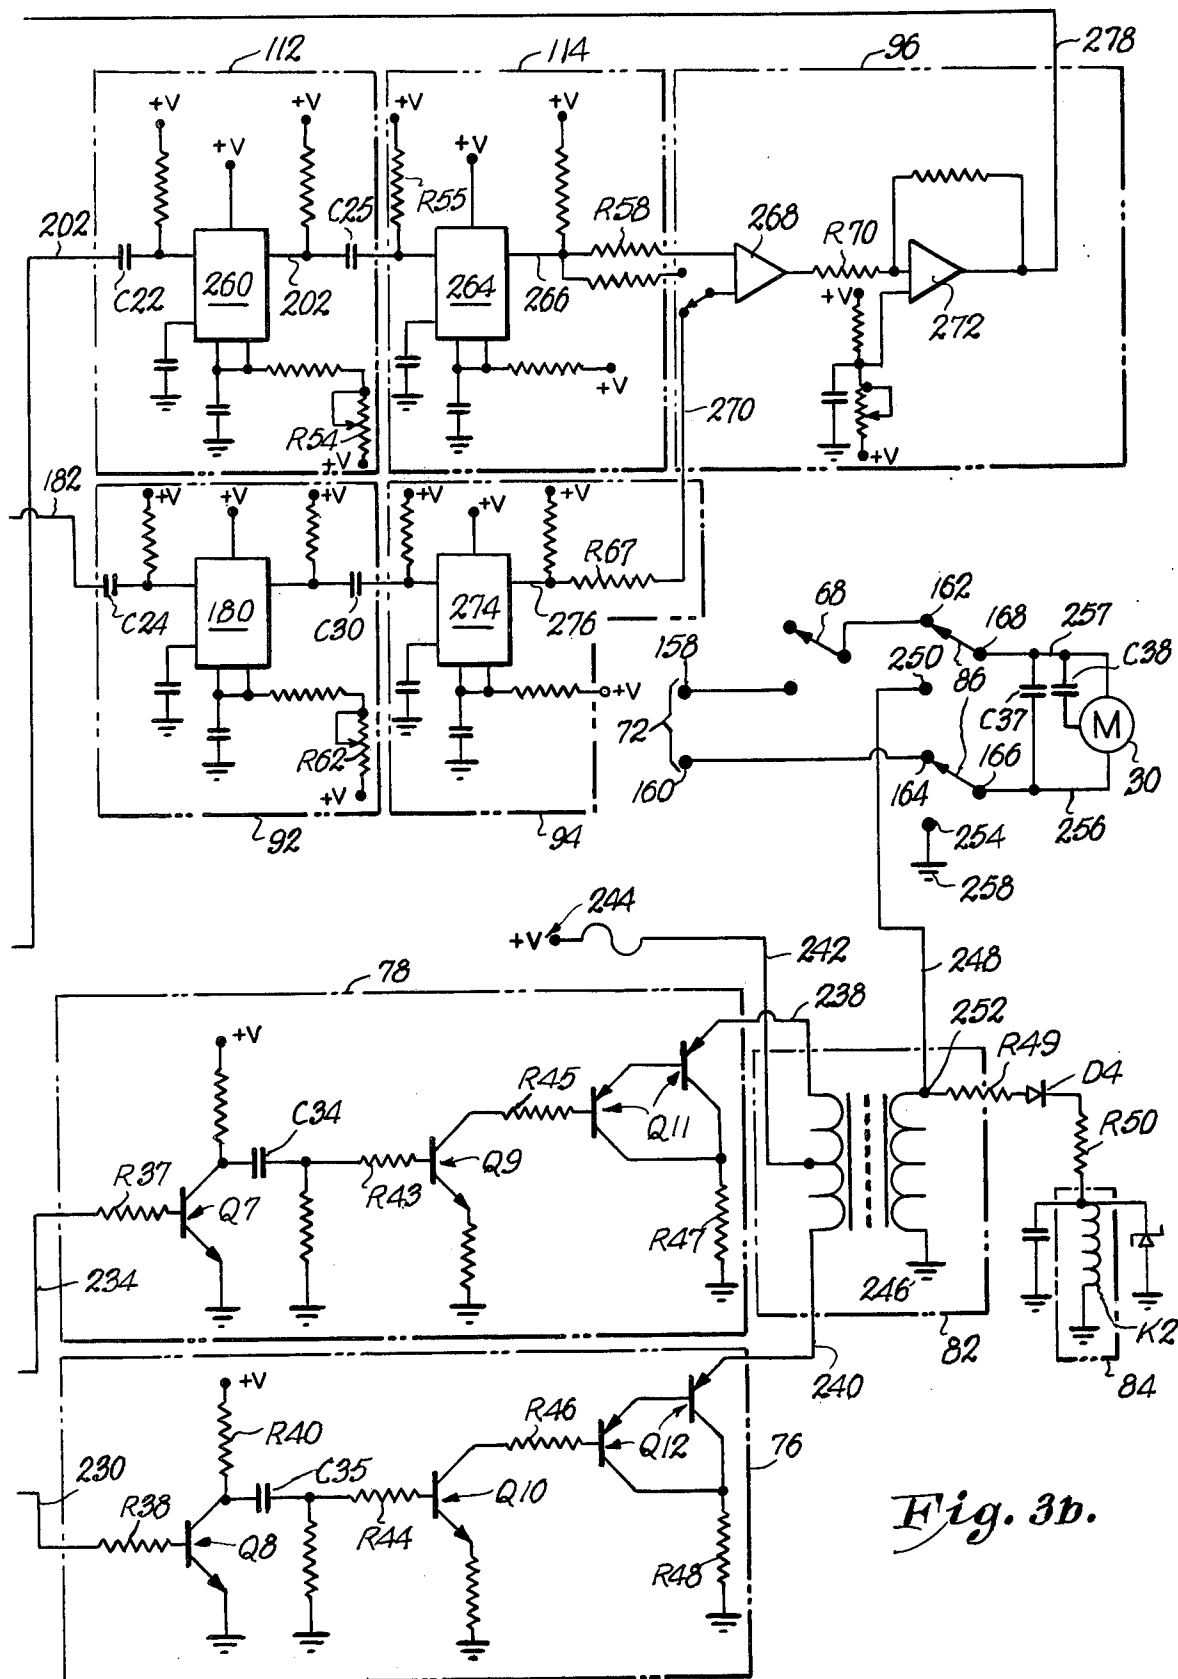 112
114
96
278
+V
+V
+V
+V
+V
+V
+V
R55
C25
R58
268
R70
202
C22
260
202
264
266
+V
272
+V
270
R54
+V
+V
182
+V
+V
+V
+V
+V
+V
R67
68
162
168
257
C38
C24
180
C30
274
276
158
250
86
C37
M
72
+V
R62
160
164
166
30
+V
92
94
254
256
258
244
+V
242
248
78
238
252
R49
D4
+V
R45
Q11
R50
C34
R37
Q7
R43
Q9
R47
234
246
K2
82
240
84
+V
R46
Q12
R40
76
230
C35
Q10
R38
Q8
R44
R48
Fig. 3b.